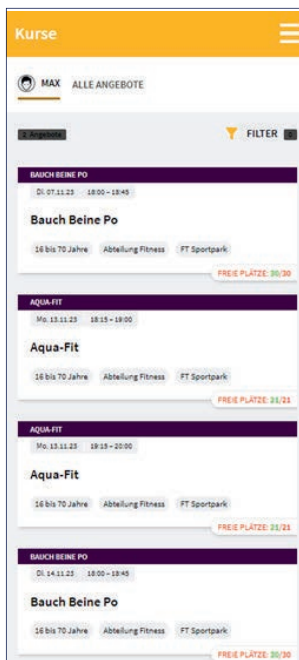 Kurse
MAX ALLE ANGEBOTE
Angebote
FILTER
BAUCH BEINE PO
Di. 07.11.23 18:00 – 18:45
Bauch Beine Po
16 bis 70 Jahre Abteilung Fitness FT Sportpark
FREIE PLÄTZE: 30/30
AQUA-FIT
Mo. 13.11.23 18:15 – 19:00
Aqua-Fit
16 bis 70 Jahre Abteilung Fitness FT Sportpark
FREIE PLÄTZE: 21/21
AQUA-FIT
Mo. 13.11.23 19:15 – 20:00
Aqua-Fit
16 bis 70 Jahre Abteilung Fitness FT Sportpark
FREIE PLÄTZE: 21/21
BAUCH BEINE PO
Di. 14.11.23 18:00 – 18:45
Bauch Beine Po
16 bis 70 Jahre Abteilung Fitness FT Sportpark
FREIE PLÄTZE: 30/30